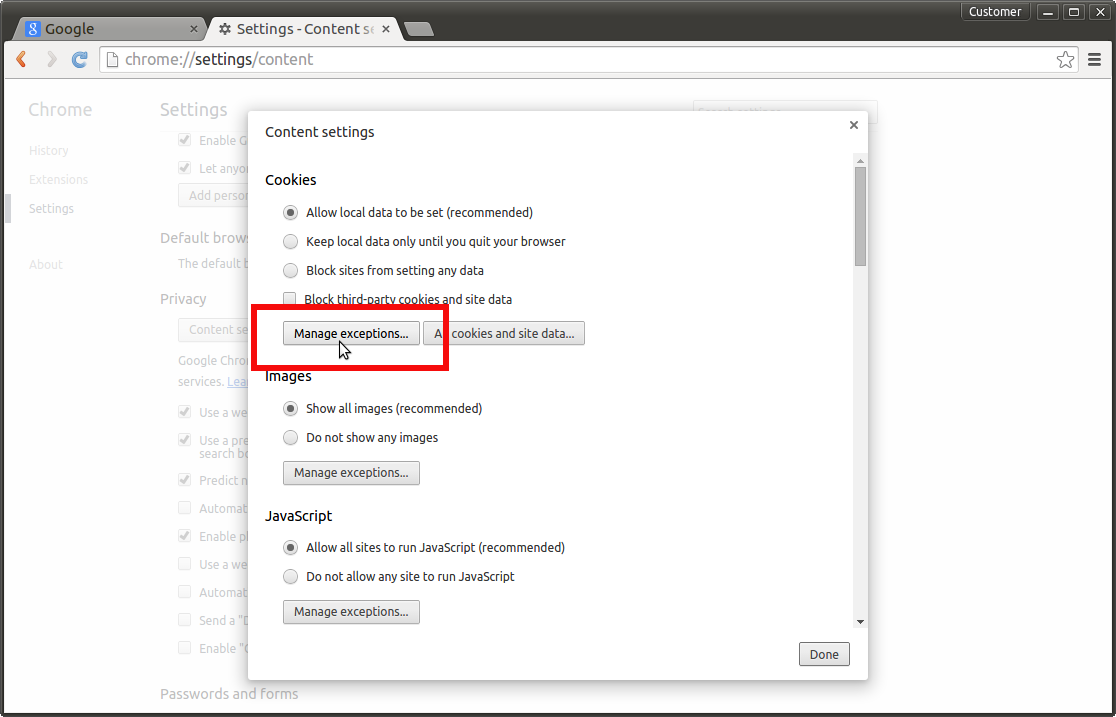 Customer
Google
Settings - Content se
chrome://settings/content
Chrome
History
Extensions
Settings
About
Settings
Enable G
Let anyon
Add person
Default brows
The default b
Privacy
Content se
Google Chro
services. Lear
Use a we
Use a pre
search bo
Predict n
Automat
Enable ph
Use a we
Automat
Send a "D
Enable "C
Passwords and forms
Content settings
Cookies
Allow local data to be set (recommended)
Keep local data only until you quit your browser
Block sites from setting any data
Block third-party cookies and site data
Manage exceptions...
cookies and site data...
Images
Show all images (recommended)
Do not show any images
Manage exceptions...
JavaScript
Allow all sites to run JavaScript (recommended)
Do not allow any site to run JavaScript
Manage exceptions...
Done